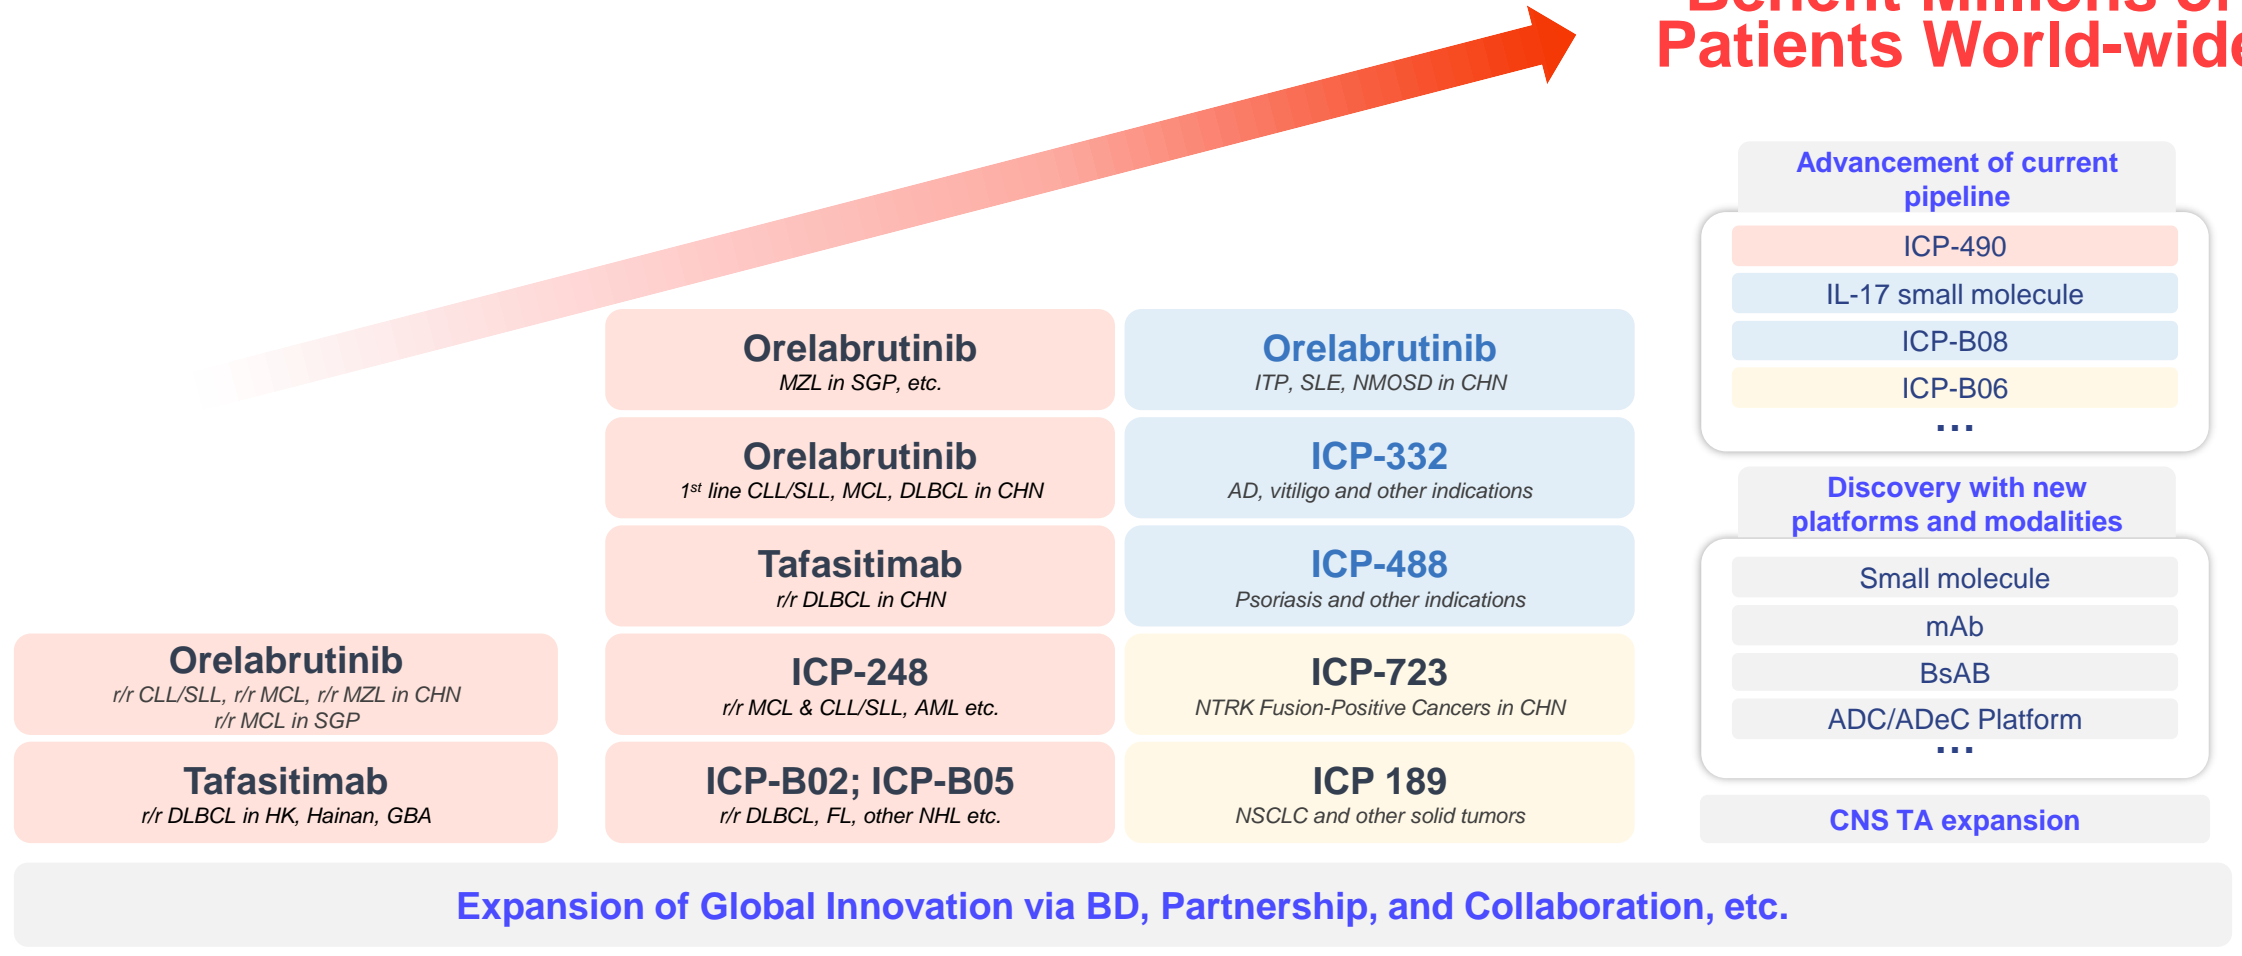 Benefit Millions of
Patients World-wide
Orelabrutinib
r/r CLL/SLL, r/r MCL, r/r MZL in CHN
r/r MCL in SGP
Tafasitimab
r/r DLBCL in HK, Hainan, GBA
Orelabrutinib
MZL in SGP, etc.
Orelabrutinib
1st line CLL/SLL, MCL, DLBCL in CHN
Tafasitimab
r/r DLBCL in CHN
ICP-248
r/r MCL & CLL/SLL, AML etc.
ICP-B02; ICP-B05
r/r DLBCL, FL, other NHL etc.
Orelabrutinib
ITP, SLE, NMOSD in CHN
ICP-332
AD, vitiligo and other indications
ICP-488
Psoriasis and other indications
ICP-723
NTRK Fusion-Positive Cancers in CHN
ICP 189
NSCLC and other solid tumors
Advancement of current
pipeline
ICP-490
IL-17 small molecule
ICP-B08
ICP-B06
...
Discovery with new
platforms and modalities
Small molecule
mAb
BsAB
ADC/ADeC Platform
...
CNS TA expansion
Expansion of Global Innovation via BD, Partnership, and Collaboration, etc.